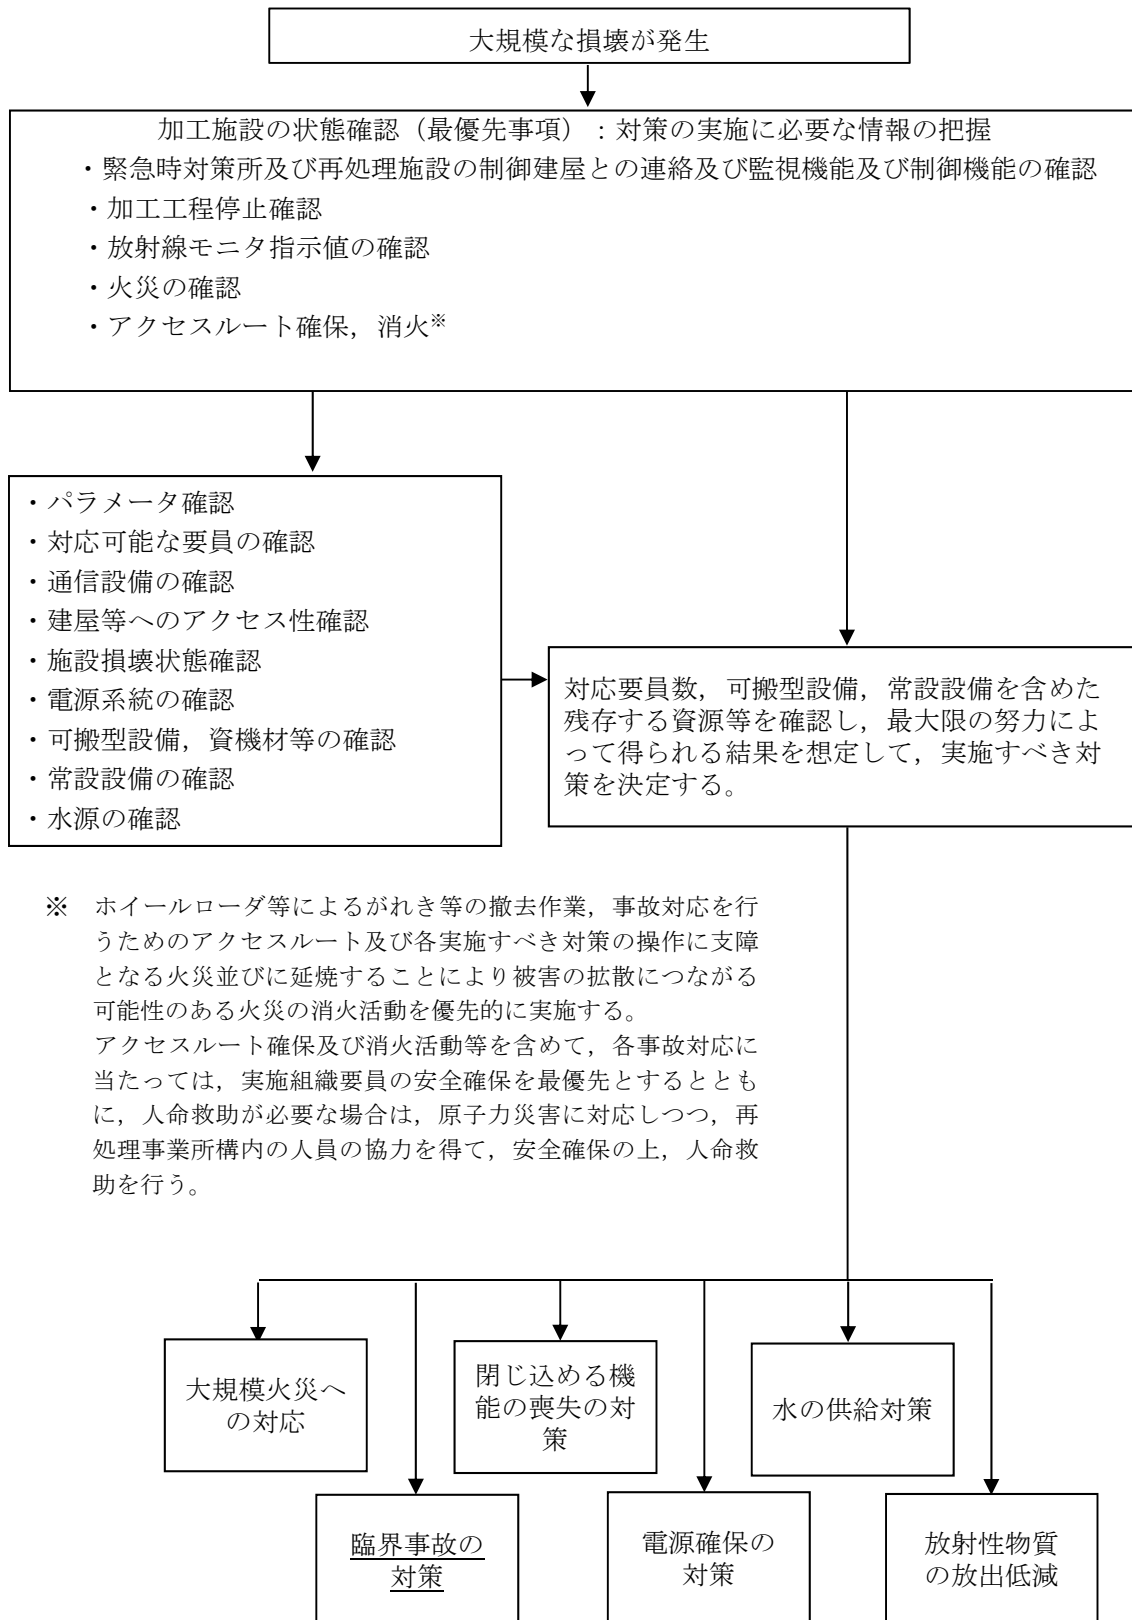 大規模な損壊が発生
加工施設の状態確認（最優先事項）：対策の実施に必要な情報の把握
・緊急時対策所及び再処理施設の制御建屋との連絡及び監視機能及び制御機能の確認
・加工工程停止確認
・放射線モニタ指示値の確認
・火災の確認
・アクセスルート確保，消火※
・パラメータ確認
・対応可能な要員の確認
・通信設備の確認
・建屋等へのアクセス性確認
・施設損壊状態確認
・電源系統の確認
・可搬型設備，資機材等の確認
・常設設備の確認
・水源の確認
対応要員数，可搬型設備，常設設備を含めた
残存する資源等を確認し，最大限の努力によ
って得られる結果を想定して，実施すべき対
策を決定する。
※　ホイールローダ等によるがれき等の撤去作業，事故対応を行
うためのアクセスルート及び各実施すべき対策の操作に支障
となる火災並びに延焼することにより被害の拡散につながる
可能性のある火災の消火活動を優先的に実施する。
アクセスルート確保及び消火活動等を含めて，各事故対応に
当たっては，実施組織要員の安全確保を最優先とするととも
に，人命救助が必要な場合は，原子力災害に対応しつつ，再
処理事業所構内の人員の協力を得て，安全確保の上，人命救
助を行う。
大規模火災へ
の対応
閉じ込める機
能の喪失の対
策
水の供給対策
臨界事故の
対策
電源確保の
対策
放射性物質
の放出低減